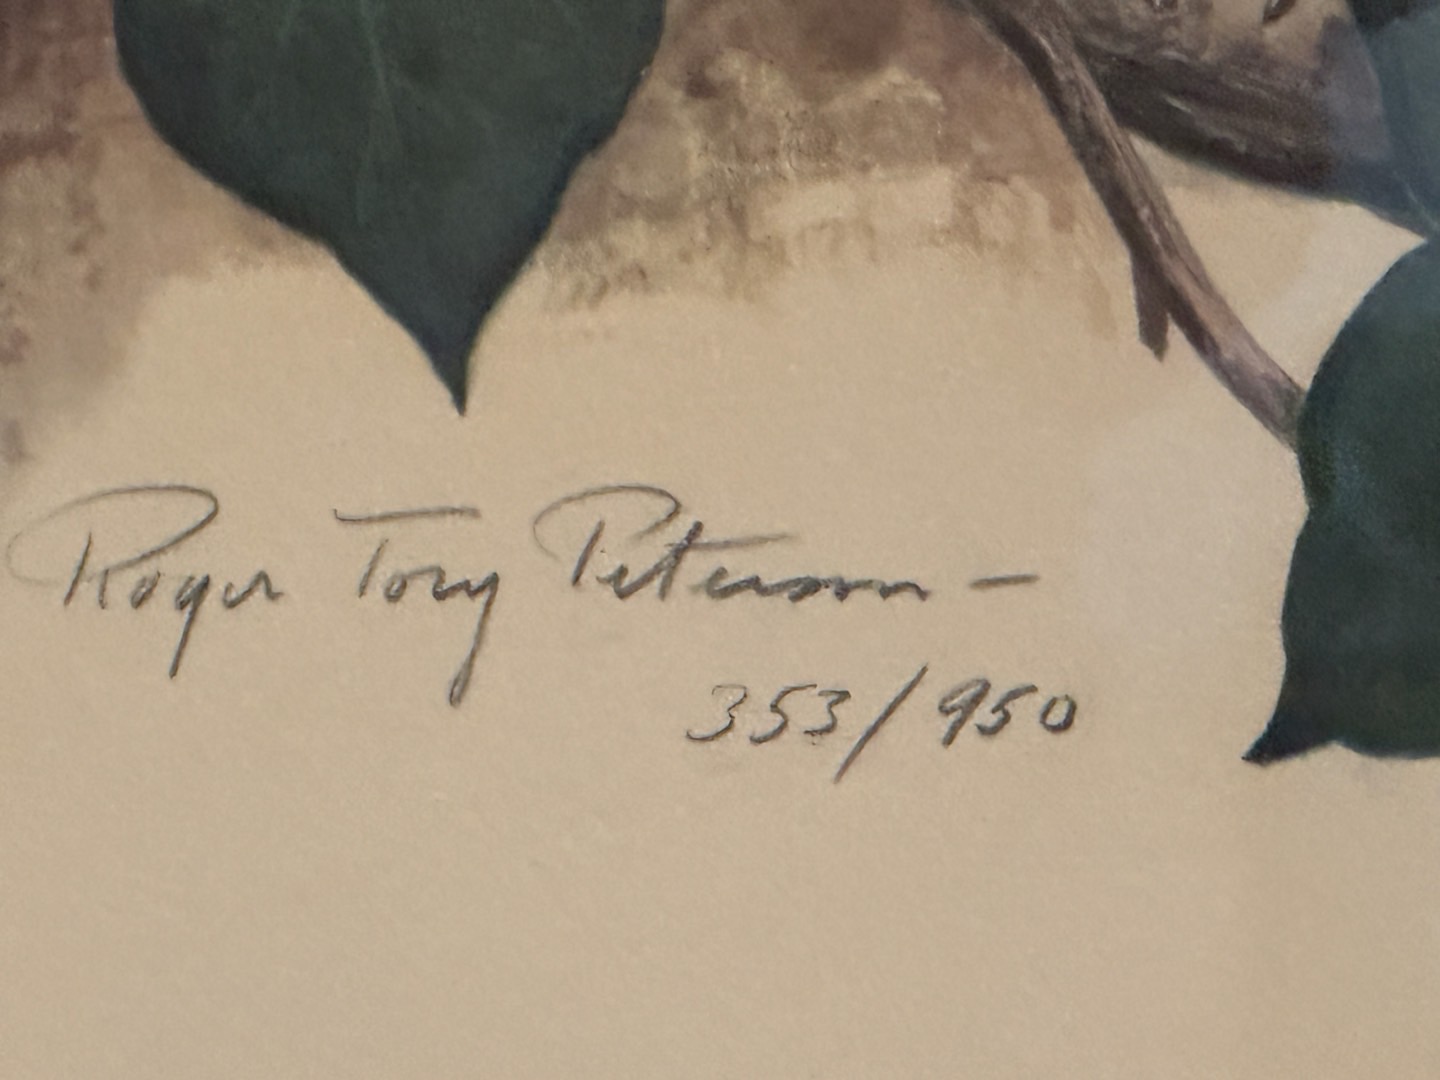 Roger Tory Peterson –
353/950